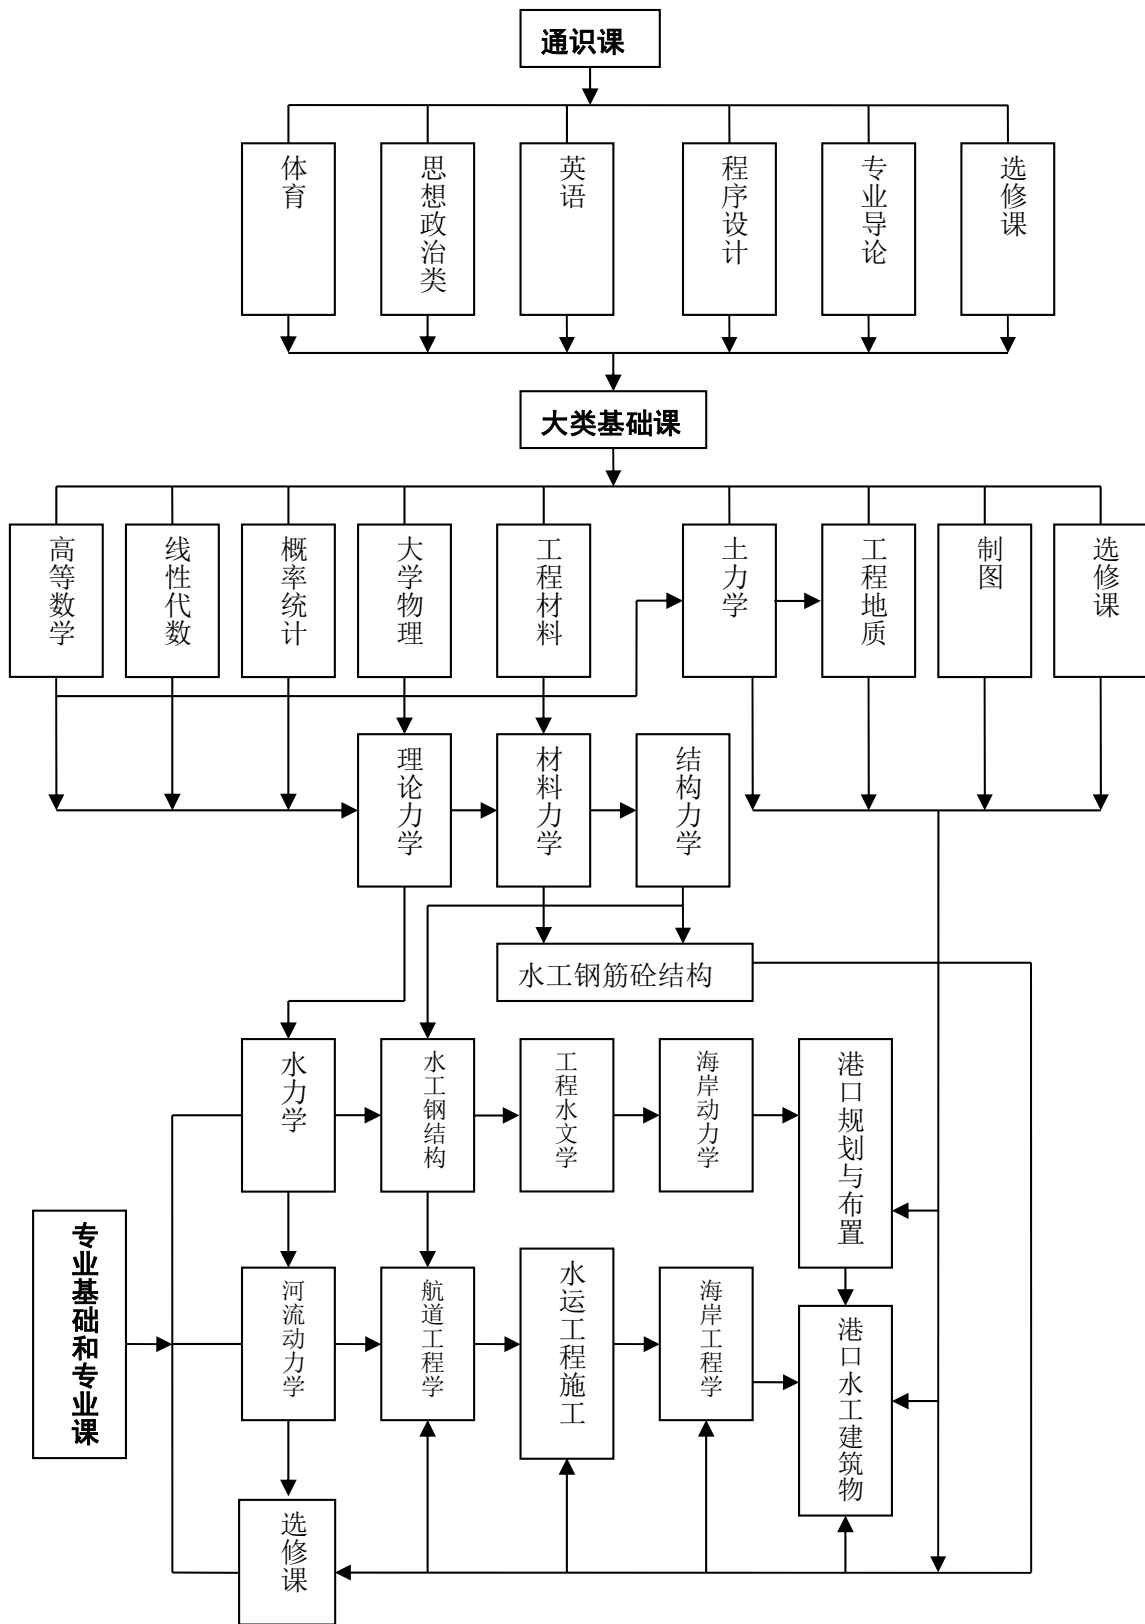 通识课
体育
思想政治类
英语
程序设计
专业导论
选修课
大类基础课
高等数学
线性代数
概率统计
大学物理
工程材料
土力学
工程地质
制图
选修课
理论力学
材料力学
结构力学
水工钢筋砼结构
水力学
水工钢结构
工程水文学
海岸动力学
港口规划与布置
专业基础和专业课
河流动力学
航道工程学
水运工程施工
海岸工程学
港口水工建筑物
选修课